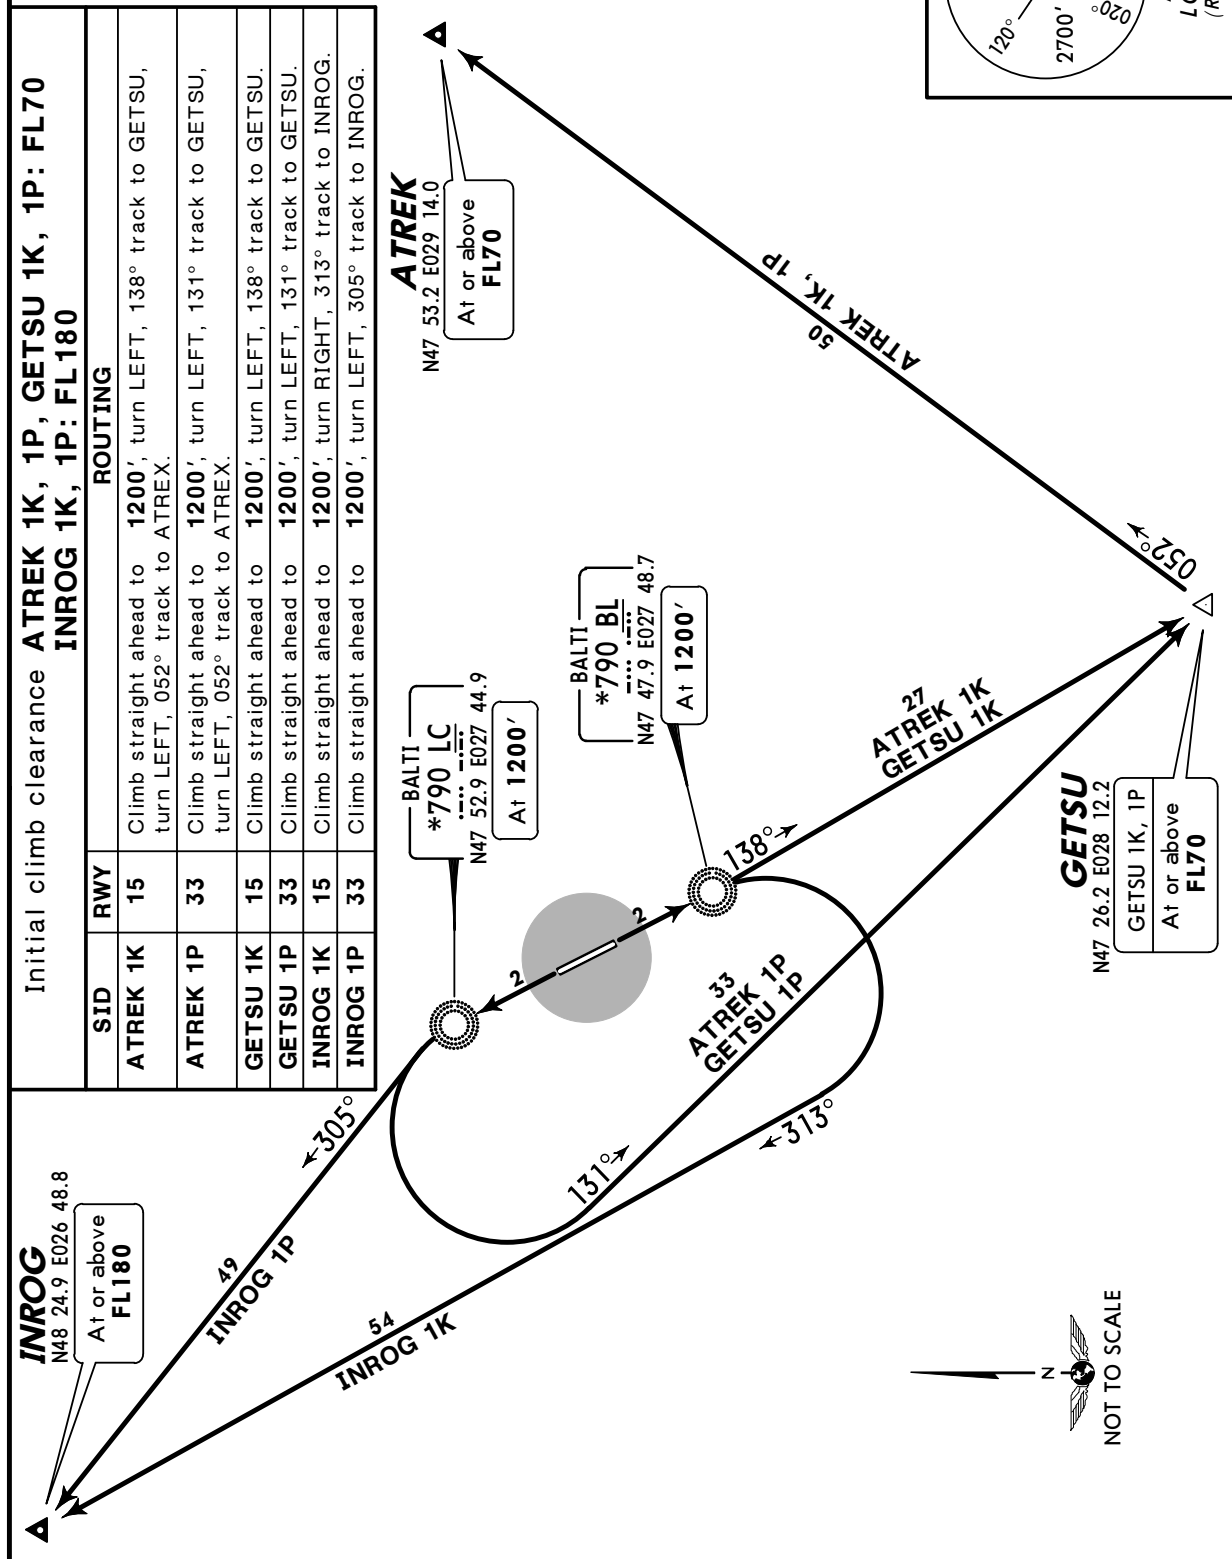 Initial climb clearance ATREK 1K, 1P, GETSU 1K, 1P: FL70
INROG 1K, 1P: FL180
SID RWY ROUTING
ATREK 1K 15 Climb straight ahead to 1200', turn LEFT, 138° track to GETSU,
turn LEFT, 052° track to ATREX.
ATREK 1P 33 Climb straight ahead to 1200', turn LEFT, 131° track to GETSU,
turn LEFT, 052° track to ATREX.
GETSU 1K 15 Climb straight ahead to 1200', turn LEFT, 138° track to GETSU.
GETSU 1P 33 Climb straight ahead to 1200', turn LEFT, 131° track to GETSU.
INROG 1K 15 Climb straight ahead to 1200', turn RIGHT, 313° track to INROG.
INROG 1P 33 Climb straight ahead to 1200', turn LEFT, 305° track to INROG.
INROG
N48 24.9 E026 48.8
At or above
FL180
ATREK
N47 53.2 E029 14.0
At or above
FL70
49
INROG 1P
305°
54
INROG 1K
313°
BALTI
*790 LC
N47 52.9 E027 44.9
At 1200'
2
2
BALTI
*790 BL
N47 47.9 E027 48.7
At 1200'
131°
33
ATREK 1P
GETSU 1P
138°
27
ATREK 1K
GETSU 1K
50
ATREK 1K, 1P
052°
GETSU
N47 26.2 E028 12.2
GETSU 1K, 1P
At or above
FL70
N
NOT TO SCALE
120°
2700'
020°